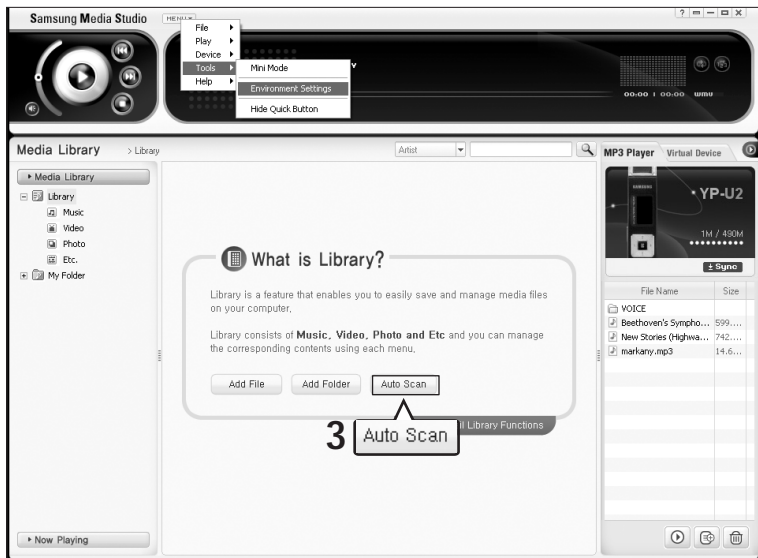 Samsung Media Studio
MENU
File
Play
Device
Tools
Help
Mini Mode
Environment Settings
Hide Quick Button
00:00 | 00:00 WMV
Media Library > Library
Artist
MP3 Player
Virtual Device
Media Library
Library
Music
Video
Photo
Etc.
My Folder
SAMSUNG
YP-U2
1M / 490M
Sync
File Name Size
VOICE
Beethoven's Sympho... 599....
New Stories (Highwa... 742....
markany.mp3 14.6...
What is Library?
Library is a feature that enables you to easily save and manage media files
on your computer.
Library consists of Music, Video, Photo and Etc and you can manage
the corresponding contents using each menu.
Add File
Add Folder
Auto Scan
3 Auto Scan
Library Functions
Now Playing